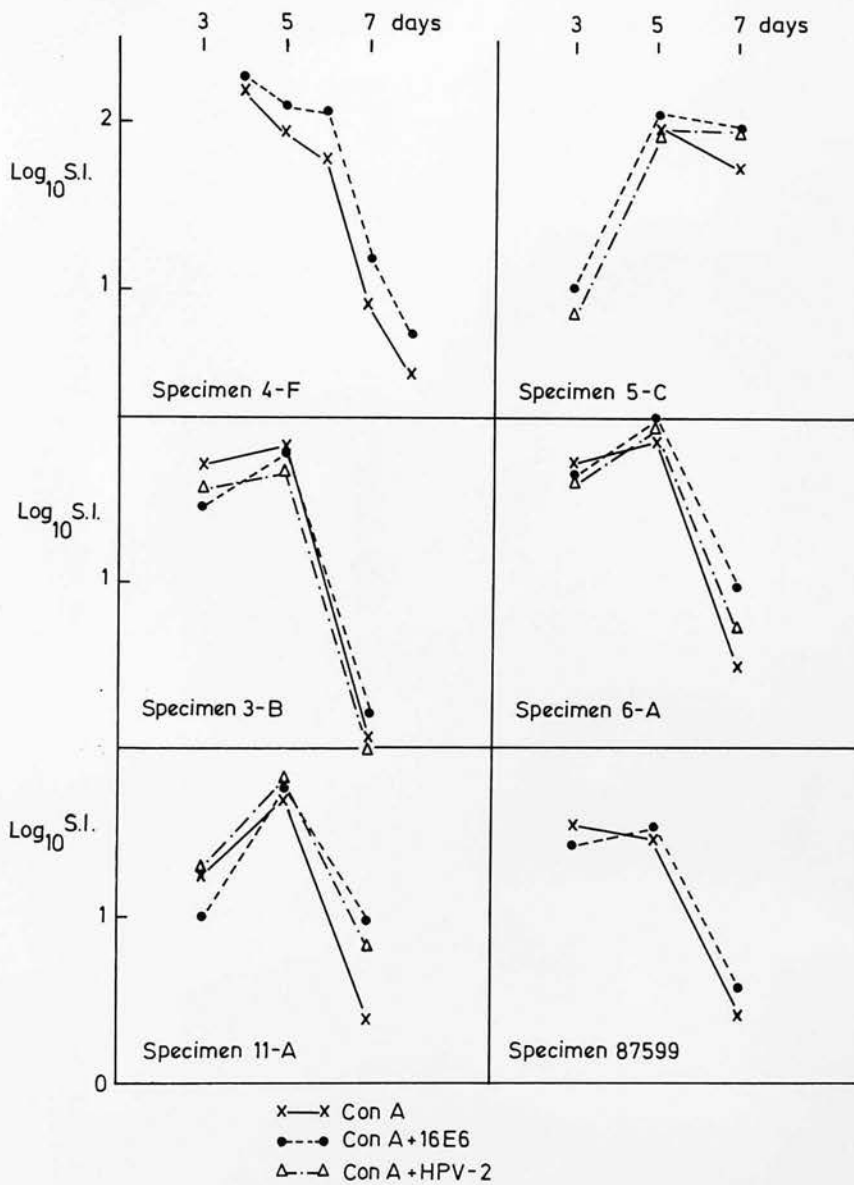 3 5 7 days 3 5 7 days
2
Log10S.I.
1
Specimen 4-F Specimen 5-C
Log10S.I.
1
Specimen 3-B Specimen 6-A
Log10S.I.
1
Specimen 11-A Specimen 87599
0
x—x Con A
●--● Con A+16E6
△-·-△ Con A+HPV-2